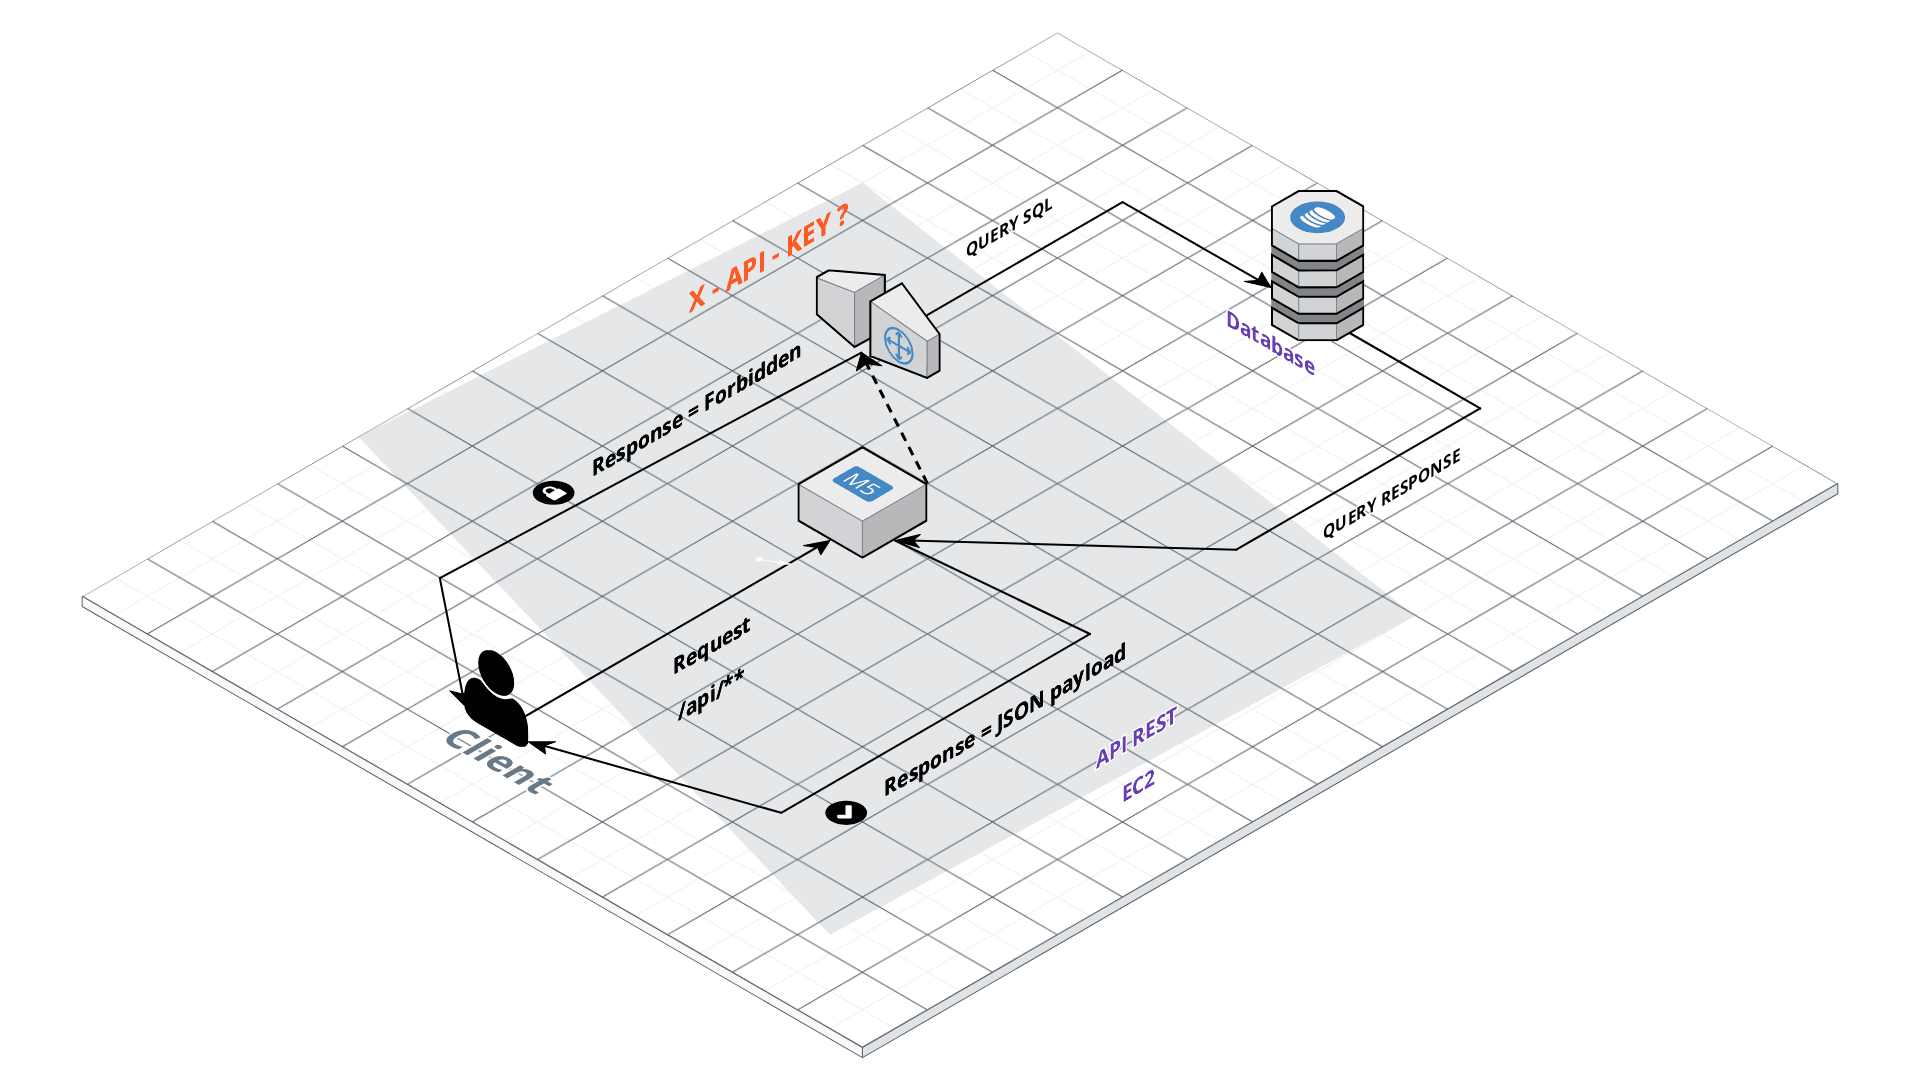 X - API - KEY ?
QUERY SQL
Database
Response = Forbidden
M5
QUERY RESPONSE
Request
/api/**
Client
Response = JSON payload
API-REST
EC2